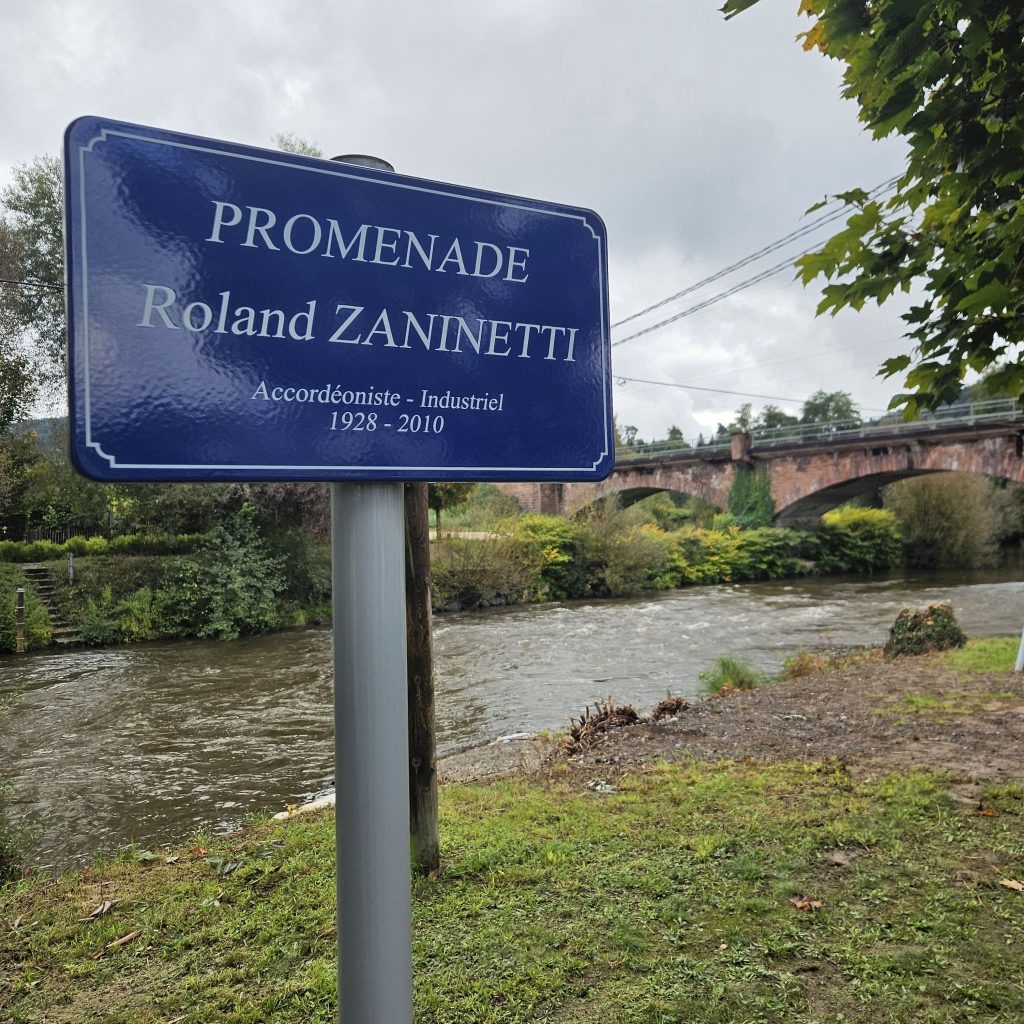 PROMENADE
Roland ZANINETTI
Accordéoniste - Industriel
1928 - 2010